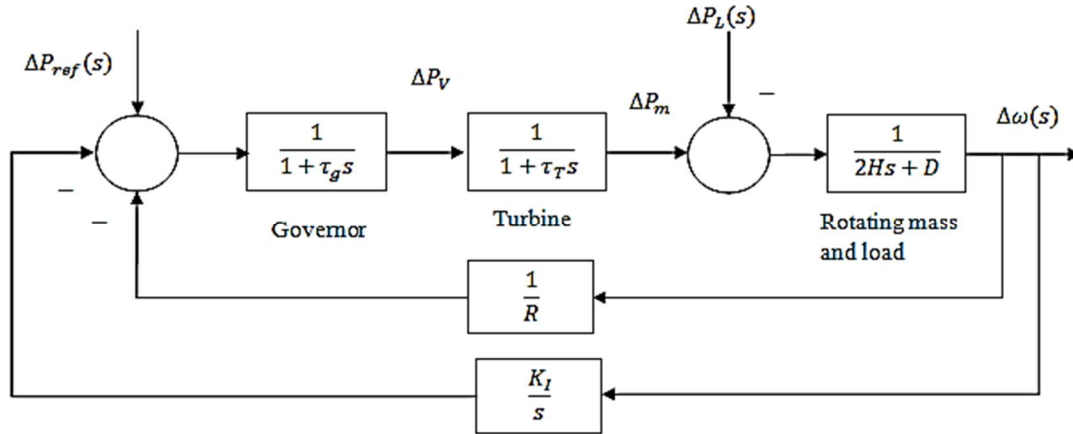 ΔP_L(s)
ΔP_ref(s)
ΔP_V
ΔP_m
Δω(s)
−
−
−
1
1 + τ_g s
1
1 + τ_T s
1
2Hs + D
Governor
Turbine
Rotating mass
and load
1
R
K_I
s